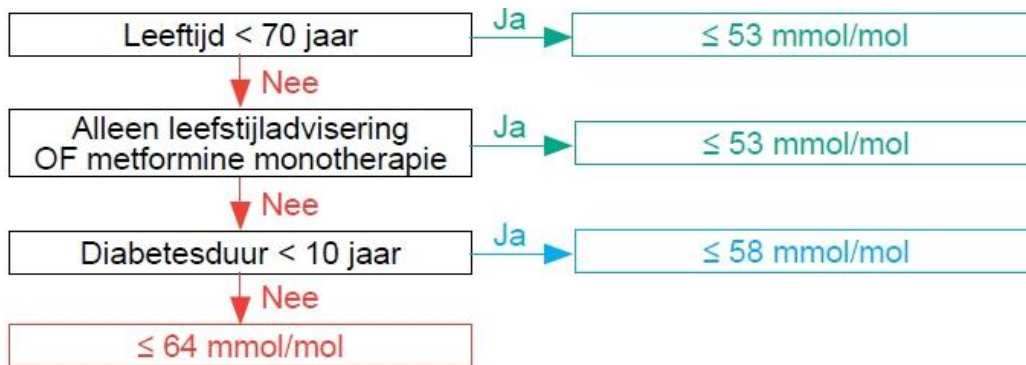 Leeftijd < 70 jaar
Ja
≤ 53 mmol/mol
Nee
Alleen leefstijladvisering
OF metformine monotherapie
Ja
≤ 53 mmol/mol
Nee
Diabetesduur < 10 jaar
Ja
≤ 58 mmol/mol
Nee
≤ 64 mmol/mol